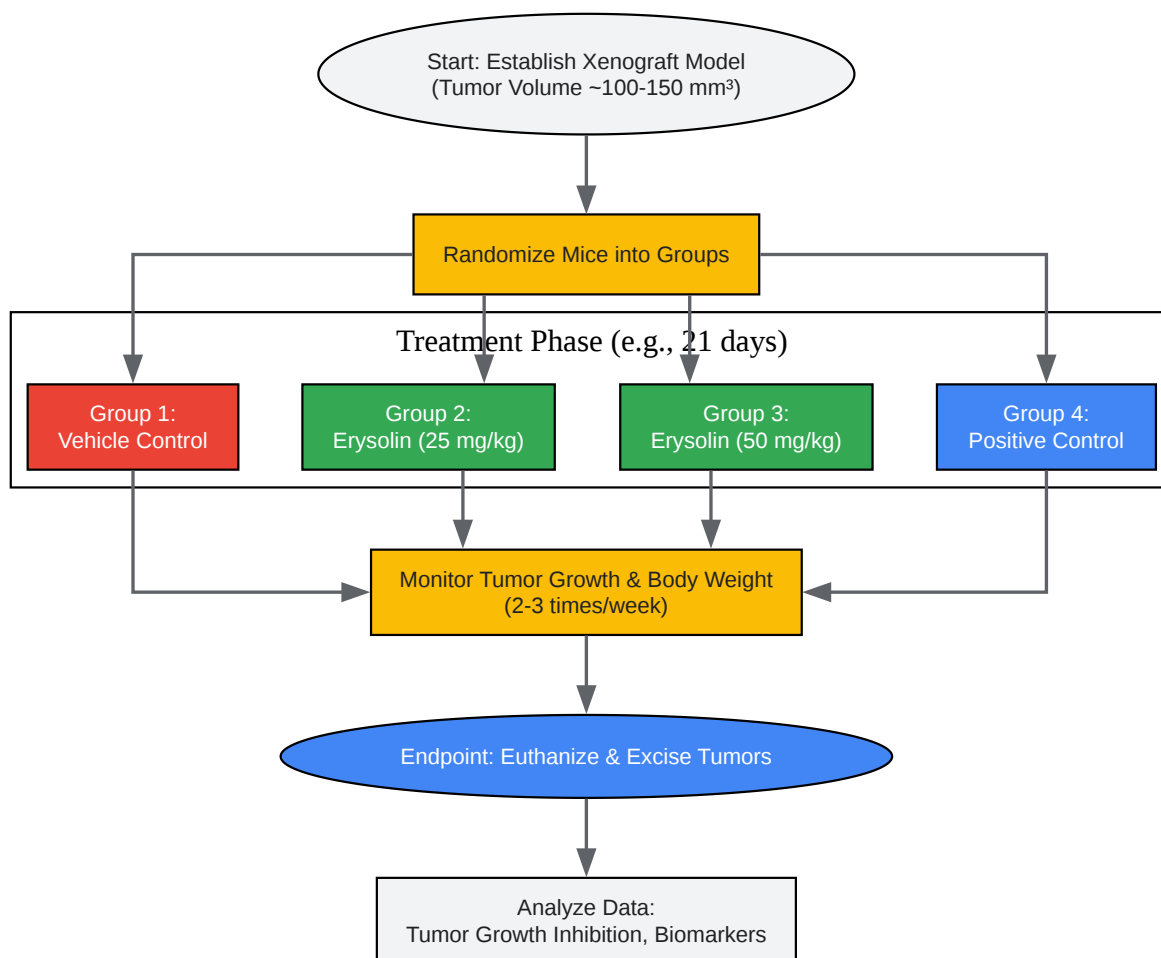 Start: Establish Xenograft Model
(Tumor Volume ~100-150 mm³)
Randomize Mice into Groups
Treatment Phase (e.g., 21 days)
Group 1:
Vehicle Control
Group 2:
Erysolin (25 mg/kg)
Group 3:
Erysolin (50 mg/kg)
Group 4:
Positive Control
Monitor Tumor Growth & Body Weight
(2-3 times/week)
Endpoint: Euthanize & Excise Tumors
Analyze Data:
Tumor Growth Inhibition, Biomarkers